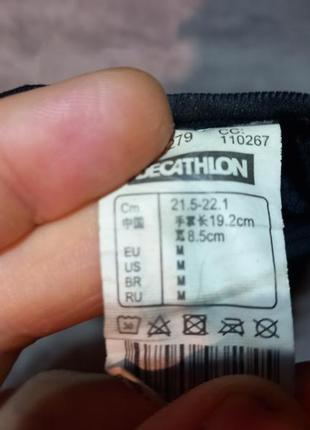 279 CC:
110267
DECATHLON
Cm 21.5-22.1
中国 手掌长19.2cm
宽8.5cm
EU M
US M
BR M
RU M
30